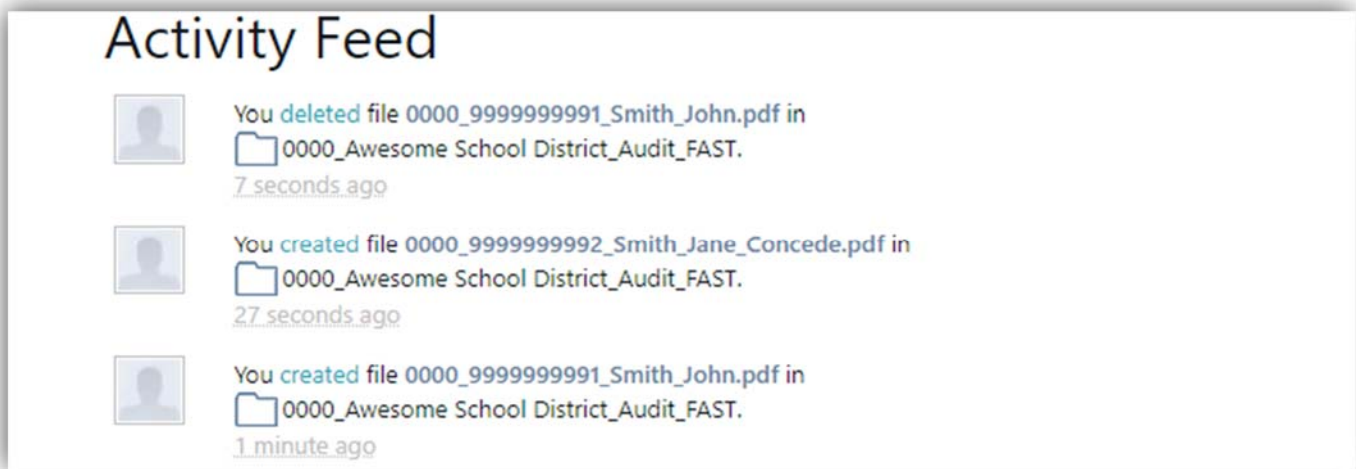 Activity Feed
You deleted file 0000_9999999991_Smith_John.pdf in
0000_Awesome School District_Audit_FAST.
7 seconds ago
You created file 0000_9999999992_Smith_Jane_Concede.pdf in
0000_Awesome School District_Audit_FAST.
27 seconds ago
You created file 0000_9999999991_Smith_John.pdf in
0000_Awesome School District_Audit_FAST.
1 minute ago